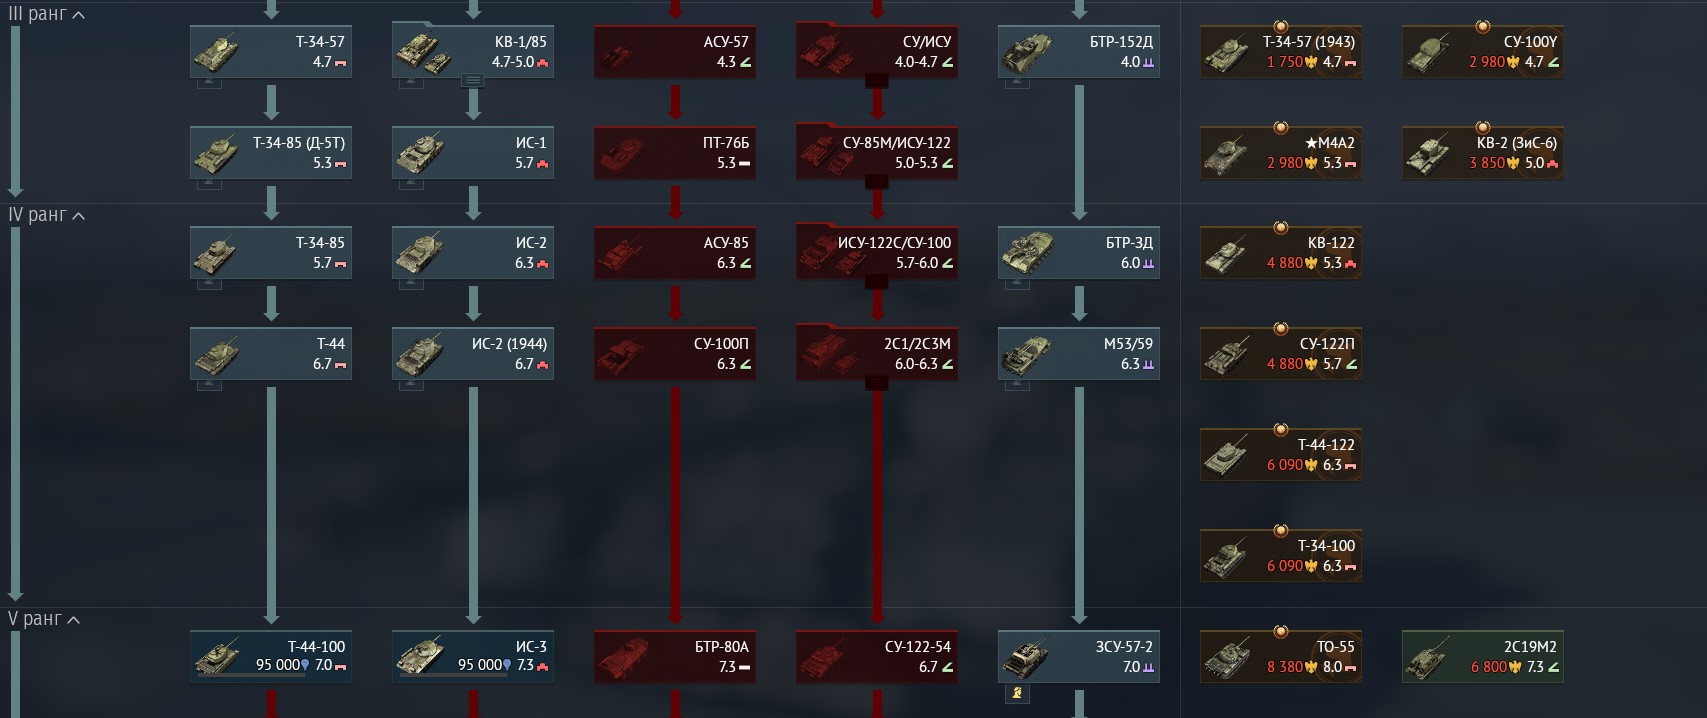 III ранг
Т-34-57
4.7
КВ-1/85
4.7-5.0
АСУ-57
4.3
СУ/ИСУ
4.0-4.7
БТР-152Д
4.0
Т-34-57 (1943)
1 750 4.7
СУ-100Y
2 980 4.7
Т-34-85 (Д-5Т)
5.3
ИС-1
5.7
ПТ-76Б
5.3
СУ-85М/ИСУ-122
5.0-5.3
★М4А2
2 980 5.3
КВ-2 (ЗиС-6)
3 850 5.0
IV ранг
Т-34-85
5.7
ИС-2
6.3
АСУ-85
6.3
ИСУ-122С/СУ-100
5.7-6.0
БТР-ЗД
6.0
КВ-122
4 880 5.3
Т-44
6.7
ИС-2 (1944)
6.7
СУ-100П
6.3
2С1/2С3М
6.0-6.3
М53/59
6.3
СУ-122П
4 880 5.7
Т-44-122
6 090 6.3
Т-34-100
6 090 6.3
V ранг
Т-44-100
95 000 7.0
ИС-3
95 000 7.3
БТР-80А
7.3
СУ-122-54
6.7
ЗСУ-57-2
7.0
ТО-55
8 380 8.0
2С19М2
6 800 7.3